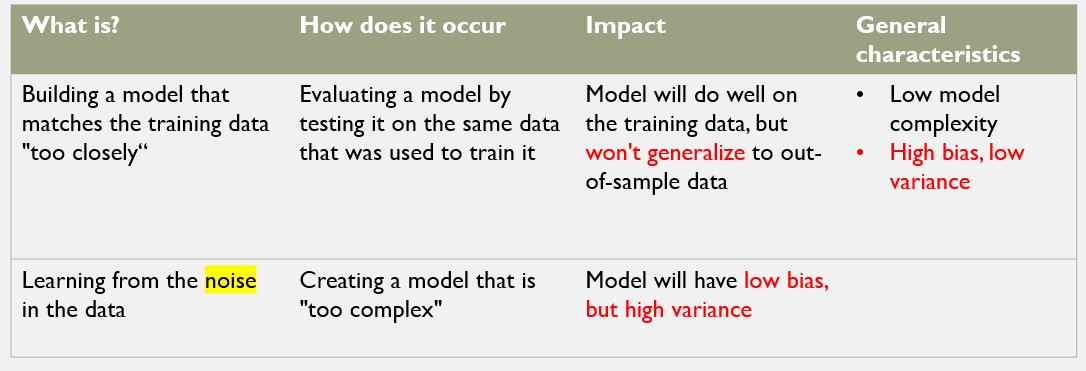 What is?
How does it occur
Impact
General
characteristics
Building a model that
matches the training data
"too closely“
Evaluating a model by
testing it on the same data
that was used to train it
Model will do well on
the training data, but
won't generalize to out-
of-sample data
• Low model
complexity
• High bias, low
variance
Learning from the noise
in the data
Creating a model that is
"too complex"
Model will have low bias,
but high variance